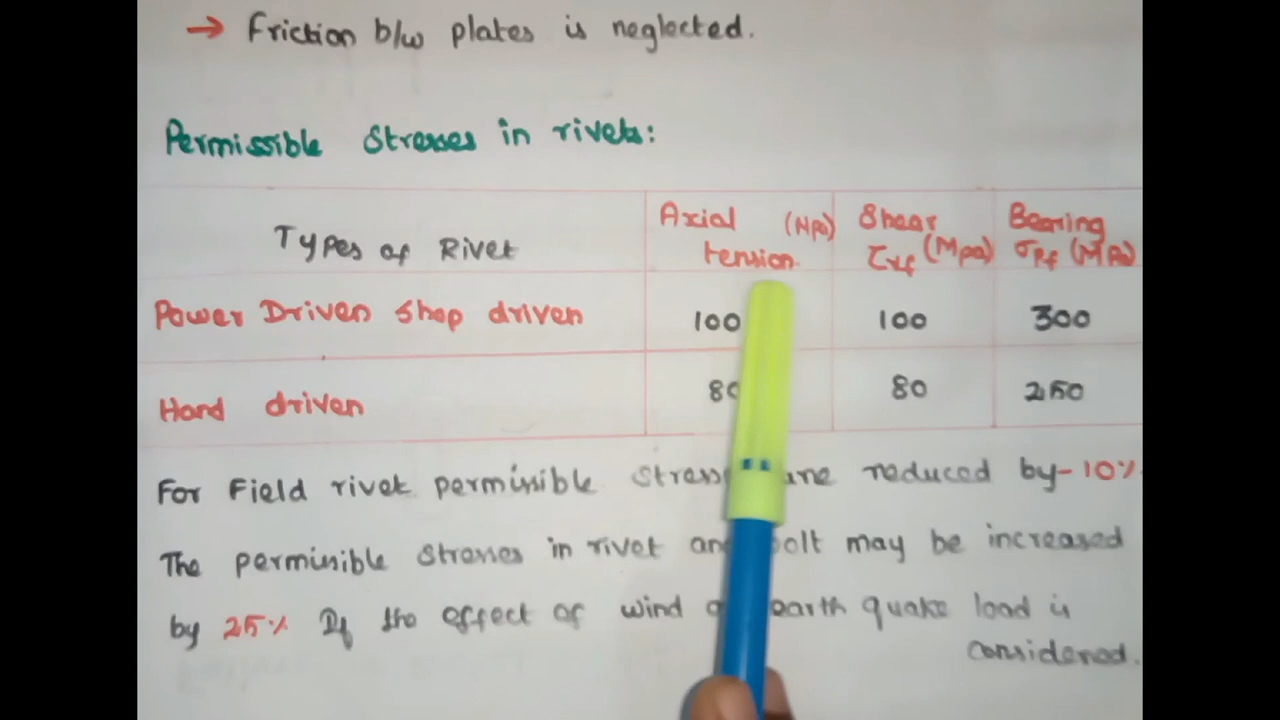 → Friction b/w plates is neglected.
Permissible Stresses in rivets:
Types of Rivet
Axial (MPa) tension
Shear τvf (MPa)
Bearing σPf (MPa)
Power Driven Shop driven 100 100 300
Hand driven 80 80 250
For Field rivet permissible are reduced by - 10%
The permissible stresses in rivet bolt may be increased
by 25% If the effect of wind earth quake load is
considered.